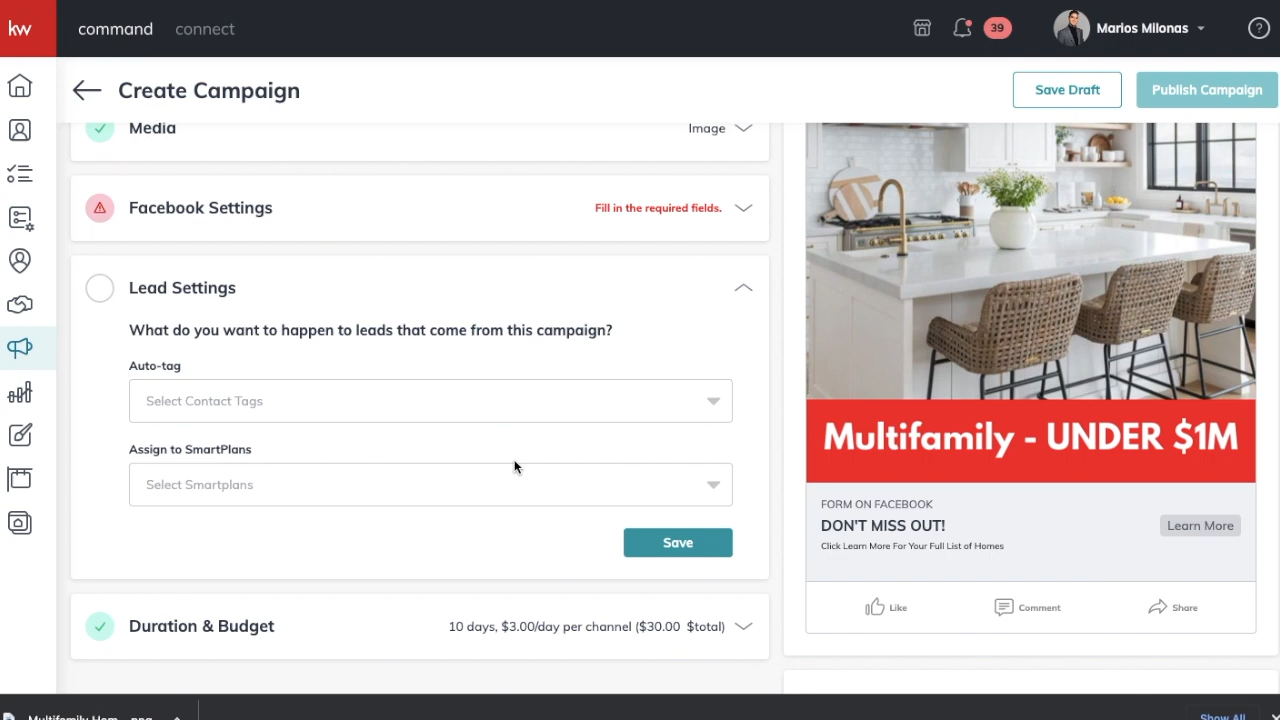 kw
command
connect
39
Marios Milonas
?
Create Campaign
Save Draft
Publish Campaign
Media
Image
Facebook Settings
Fill in the required fields.
Lead Settings
What do you want to happen to leads that come from this campaign?
Auto-tag
Select Contact Tags
Assign to SmartPlans
Select Smartplans
Save
Duration & Budget
10 days, $3.00/day per channel ($30.00 $total)
Multifamily - UNDER $1M
FORM ON FACEBOOK
DON'T MISS OUT!
Learn More
Click Learn More For Your Full List of Homes
Like
Comment
Share
Multifamily Hom....png
Show All